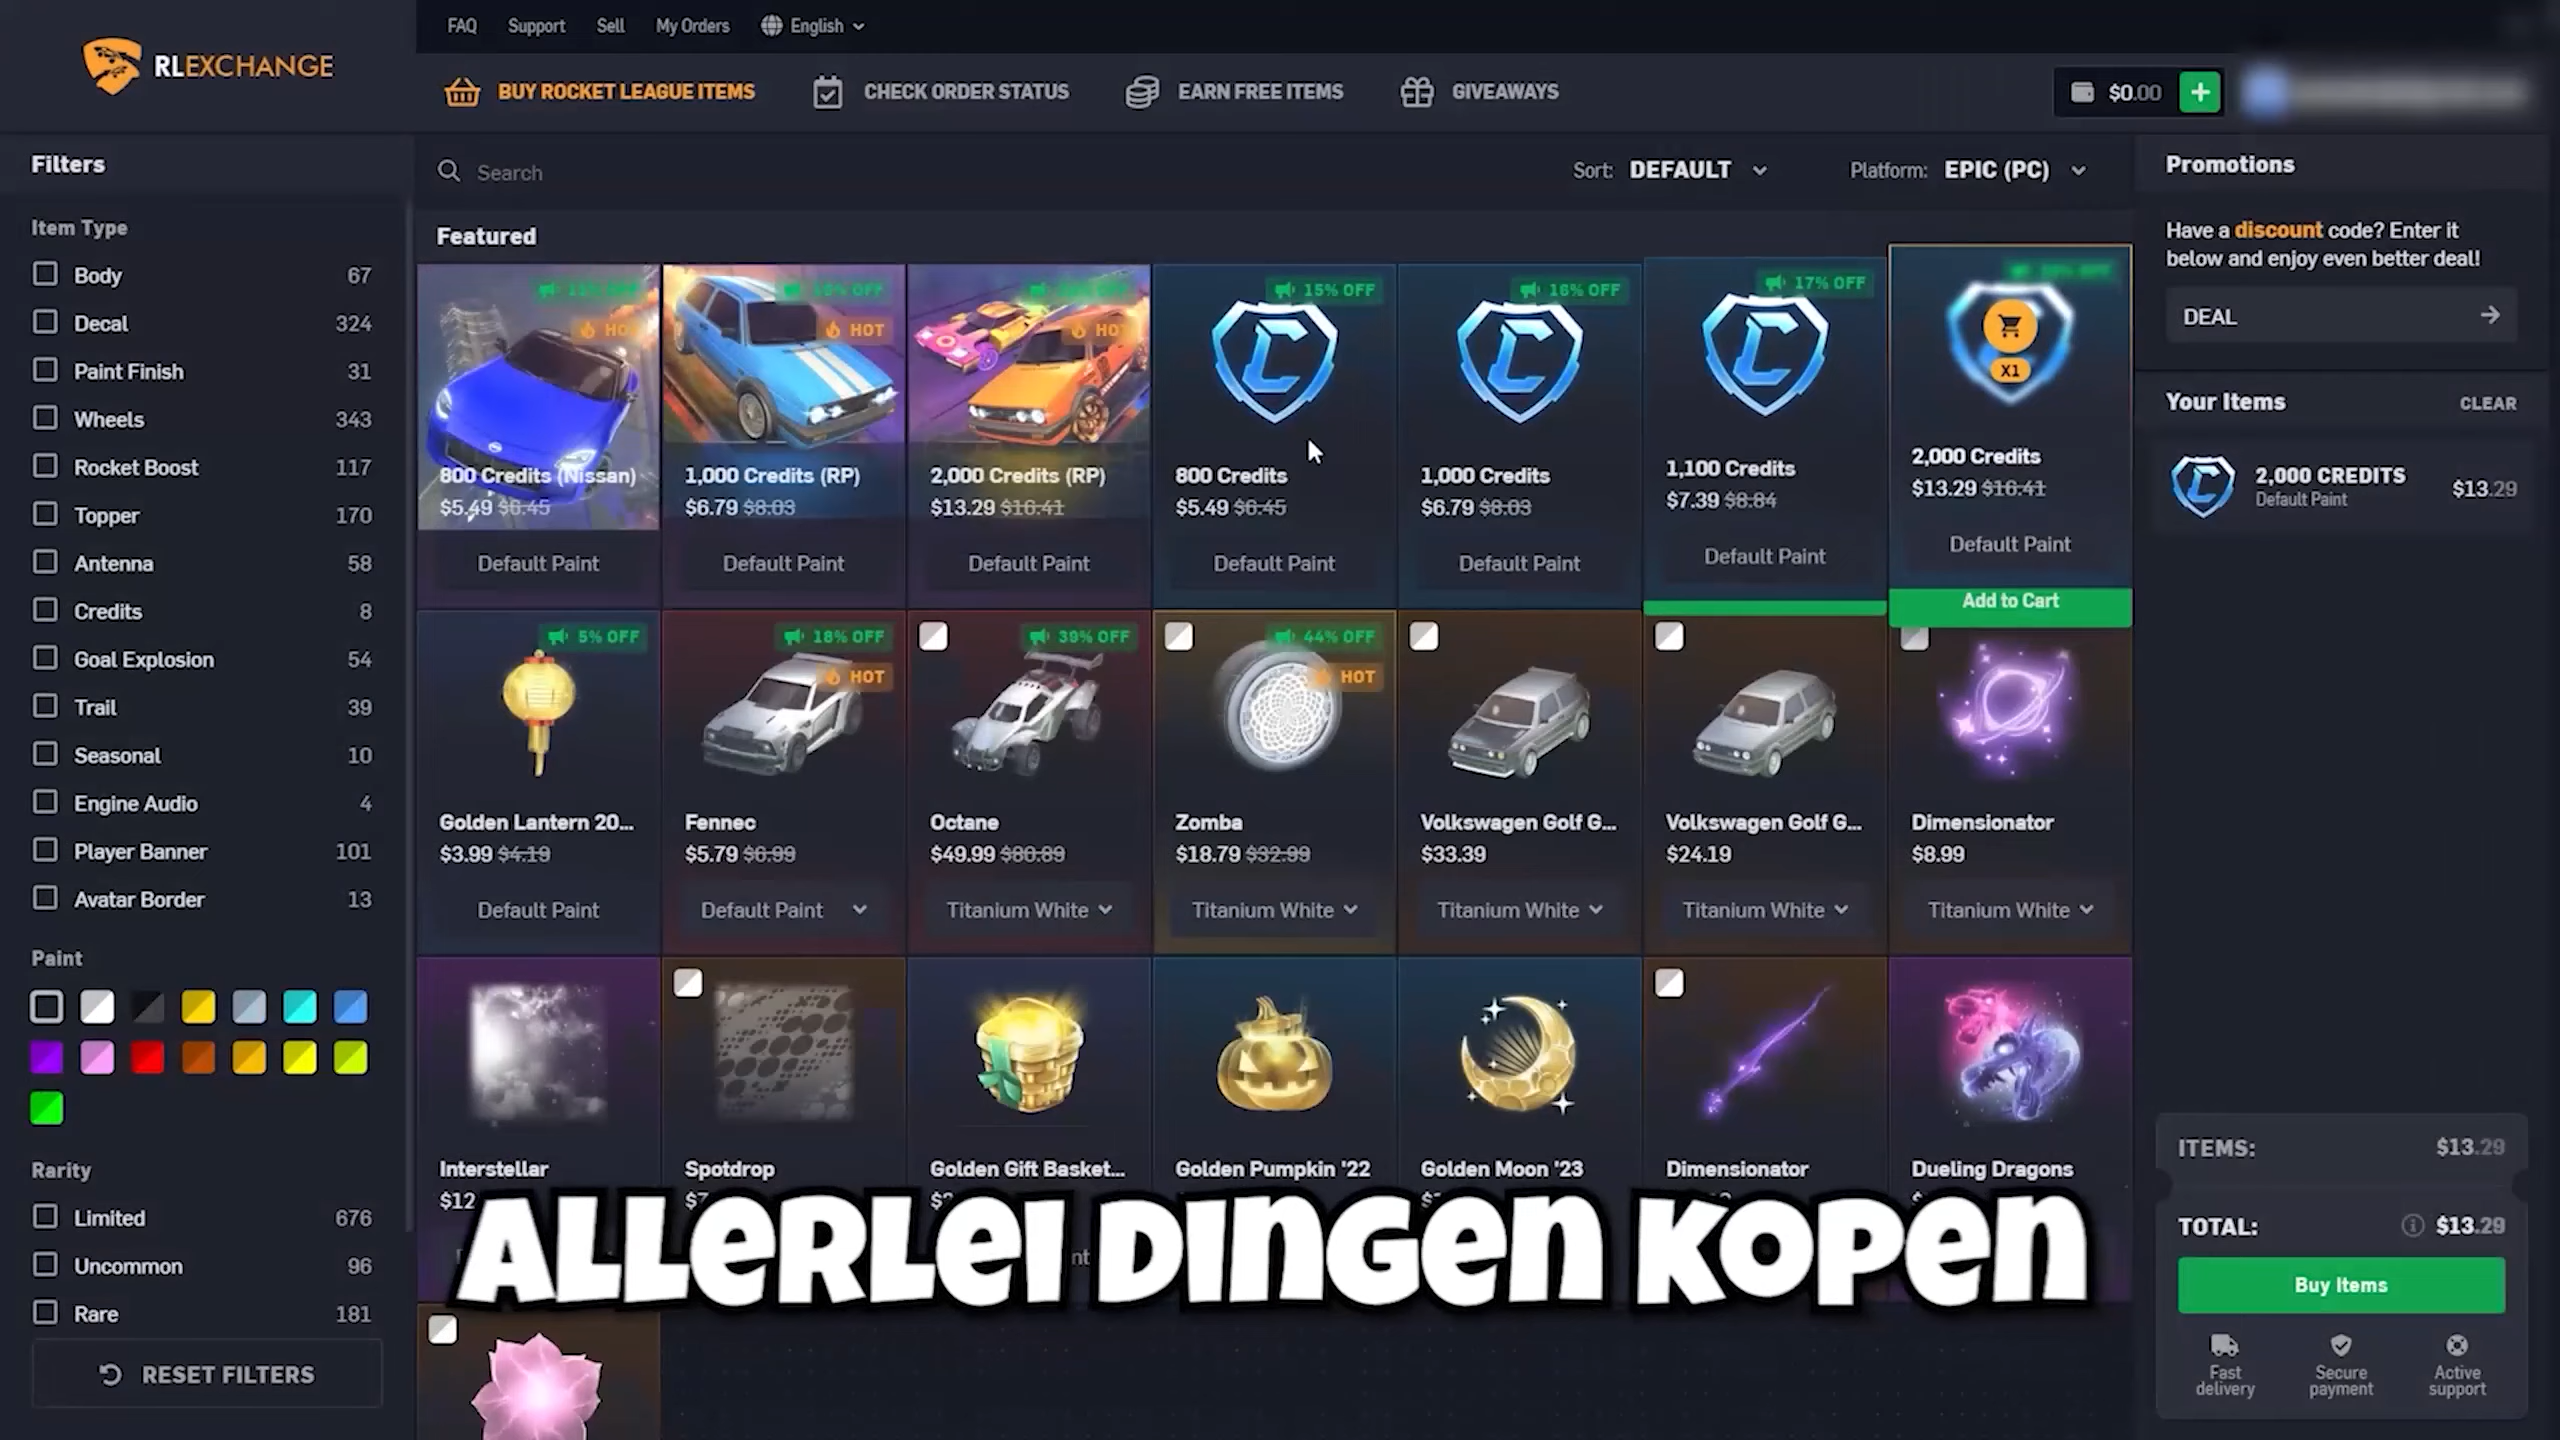 RLEXCHANGE
FAQ
Support
Sell
My Orders
English
BUY ROCKET LEAGUE ITEMS
CHECK ORDER STATUS
EARN FREE ITEMS
GIVEAWAYS
$0.00
Filters
Item Type
Body 67
Decal 324
Paint Finish 31
Wheels 343
Rocket Boost 117
Topper 170
Antenna 58
Credits 8
Goal Explosion 54
Trail 39
Seasonal 10
Engine Audio 4
Player Banner 101
Avatar Border 13
Paint
Rarity
Limited 676
Uncommon 96
Rare 181
RESET FILTERS
Search
Sort: DEFAULT
Platform: EPIC (PC)
Featured
HOT
800 Credits (Nissan)
$5.49 $6.45
Default Paint
HOT
1,000 Credits (RP)
$6.79 $8.03
Default Paint
HOT
2,000 Credits (RP)
$13.29 $16.41
Default Paint
15% OFF
800 Credits
$5.49 $6.45
Default Paint
16% OFF
1,000 Credits
$6.79 $8.03
Default Paint
17% OFF
1,100 Credits
$7.39 $8.84
Default Paint
X1
2,000 Credits
$13.29 $16.41
Default Paint
Add to Cart
5% OFF
Golden Lantern 20...
$3.99 $4.19
Default Paint
18% OFF
HOT
Fennec
$5.79 $6.99
Default Paint
39% OFF
Octane
$49.99 $80.89
Titanium White
44% OFF
HOT
Zomba
$18.79 $32.99
Titanium White
Volkswagen Golf G...
$33.39
Titanium White
Volkswagen Golf G...
$24.19
Titanium White
Dimensionator
$8.99
Titanium White
Interstellar
$12
Spotdrop
Golden Gift Basket...
Golden Pumpkin '22
Golden Moon '23
Dimensionator
Dueling Dragons
ALLERLEI DINGEN KOPEN
Promotions
Have a discount code? Enter it
below and enjoy even better deal!
DEAL
Your Items
CLEAR
2,000 CREDITS
Default Paint
$13.29
ITEMS: $13.29
TOTAL: $13.29
Buy Items
Fast
delivery
Secure
payment
Active
support